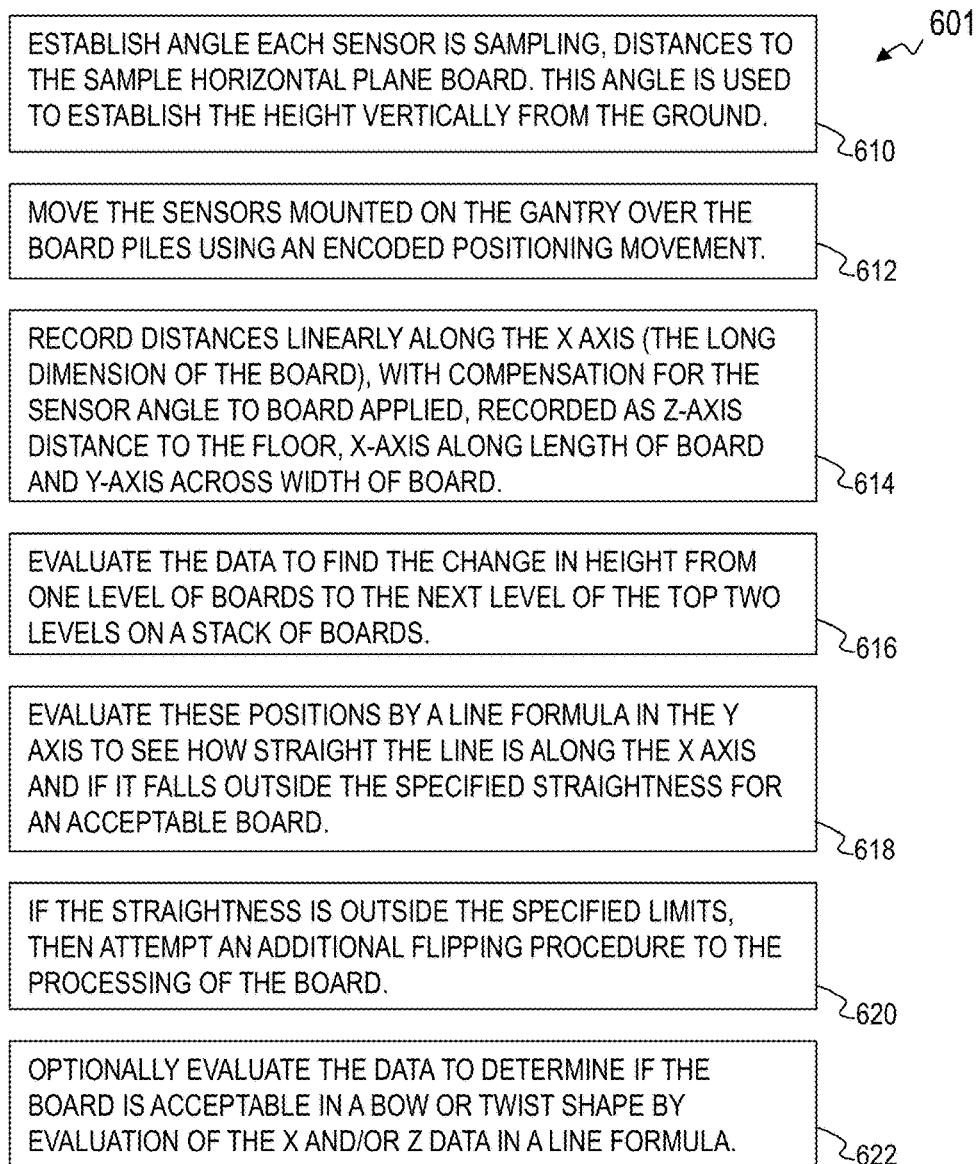 601
ESTABLISH ANGLE EACH SENSOR IS SAMPLING, DISTANCES TO
THE SAMPLE HORIZONTAL PLANE BOARD. THIS ANGLE IS USED
TO ESTABLISH THE HEIGHT VERTICALLY FROM THE GROUND.
610
MOVE THE SENSORS MOUNTED ON THE GANTRY OVER THE
BOARD PILES USING AN ENCODED POSITIONING MOVEMENT.
612
RECORD DISTANCES LINEARLY ALONG THE X AXIS (THE LONG
DIMENSION OF THE BOARD), WITH COMPENSATION FOR THE
SENSOR ANGLE TO BOARD APPLIED, RECORDED AS Z-AXIS
DISTANCE TO THE FLOOR, X-AXIS ALONG LENGTH OF BOARD
AND Y-AXIS ACROSS WIDTH OF BOARD.
614
EVALUATE THE DATA TO FIND THE CHANGE IN HEIGHT FROM
ONE LEVEL OF BOARDS TO THE NEXT LEVEL OF THE TOP TWO
LEVELS ON A STACK OF BOARDS.
616
EVALUATE THESE POSITIONS BY A LINE FORMULA IN THE Y
AXIS TO SEE HOW STRAIGHT THE LINE IS ALONG THE X AXIS
AND IF IT FALLS OUTSIDE THE SPECIFIED STRAIGHTNESS FOR
AN ACCEPTABLE BOARD.
618
IF THE STRAIGHTNESS IS OUTSIDE THE SPECIFIED LIMITS,
THEN ATTEMPT AN ADDITIONAL FLIPPING PROCEDURE TO THE
PROCESSING OF THE BOARD.
620
OPTIONALLY EVALUATE THE DATA TO DETERMINE IF THE
BOARD IS ACCEPTABLE IN A BOW OR TWIST SHAPE BY
EVALUATION OF THE X AND/OR Z DATA IN A LINE FORMULA.
622